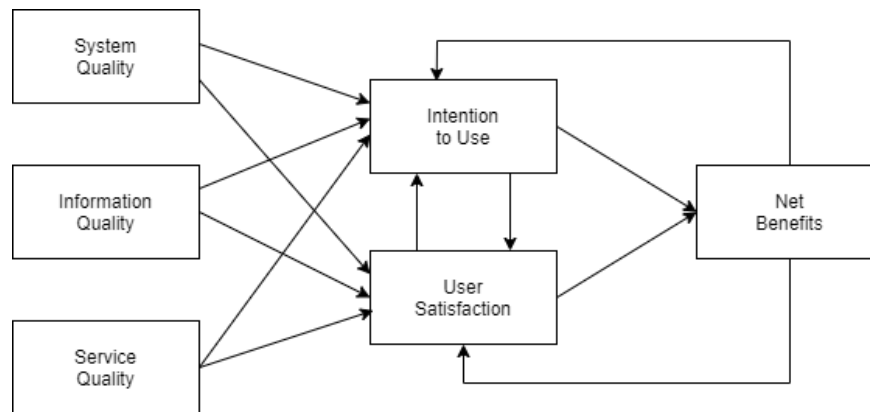 System
Quality
Intention
to Use
Information
Quality
Net
Benefits
User
Satisfaction
Service
Quality